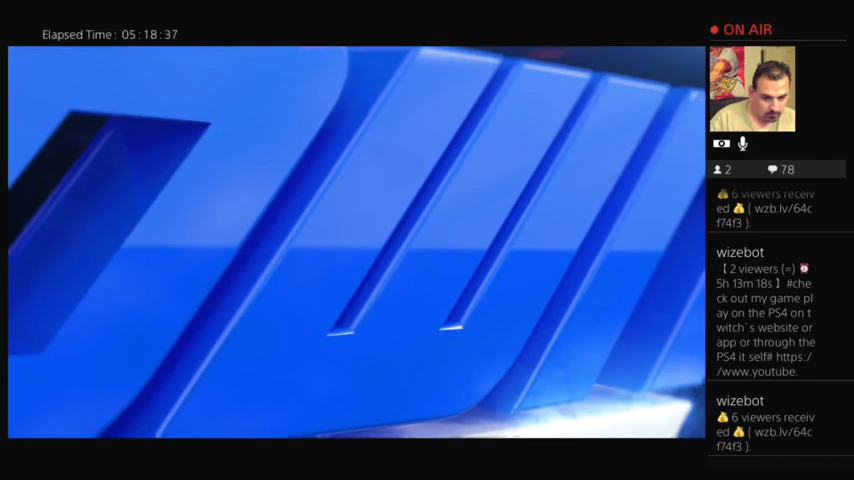 Elapsed Time: 05:18:37
ON AIR
2 78
6 viewers receiv
ed 💰 ( wzb.lv/64c
f74f3 ).
wizebot
【 2 viewers (=) ⏰
5h 13m 18s 】 #che
ck out my game pl
ay on the PS4 on t
witch`s website or
app or through the
PS4 it self# https:/
/www.youtube.
wizebot
💰 6 viewers receiv
ed 💰 ( wzb.lv/64c
f74f3 ).